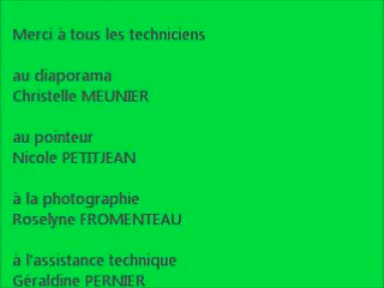 Merci à tous les techniciens
au diaporama
Christelle MEUNIER
au pointeur
Nicole PETITJEAN
à la photographie
Roselyne FROMENTEAU
à l'assistance technique
Géraldine PERNIER